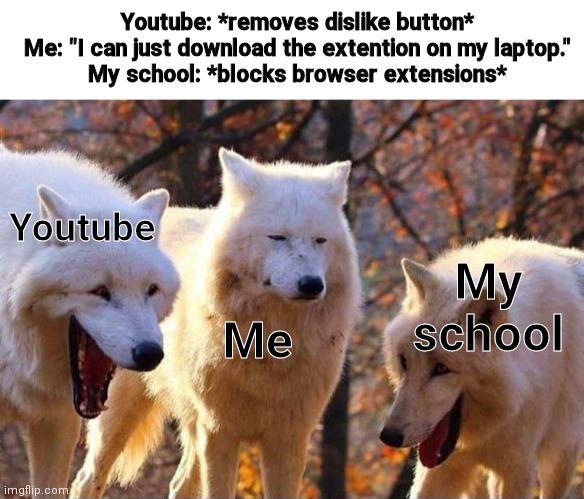 Youtube: *removes dislike button*
Me: "I can just download the extention on my laptop."
My school: *blocks browser extensions*
Youtube
Me
My
school
imgflip.com